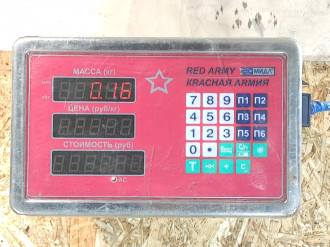 МАССА (кг)
0.16
ЦЕНА (руб/кг)
СТОИМОСТЬ (руб)
AC
RED ARMY МИДЛ
КРАСНАЯ АРМИЯ
7 8 9 П1 П2
4 5 6 П3 П4
1 2 3 П5 П6
0 •
T + C